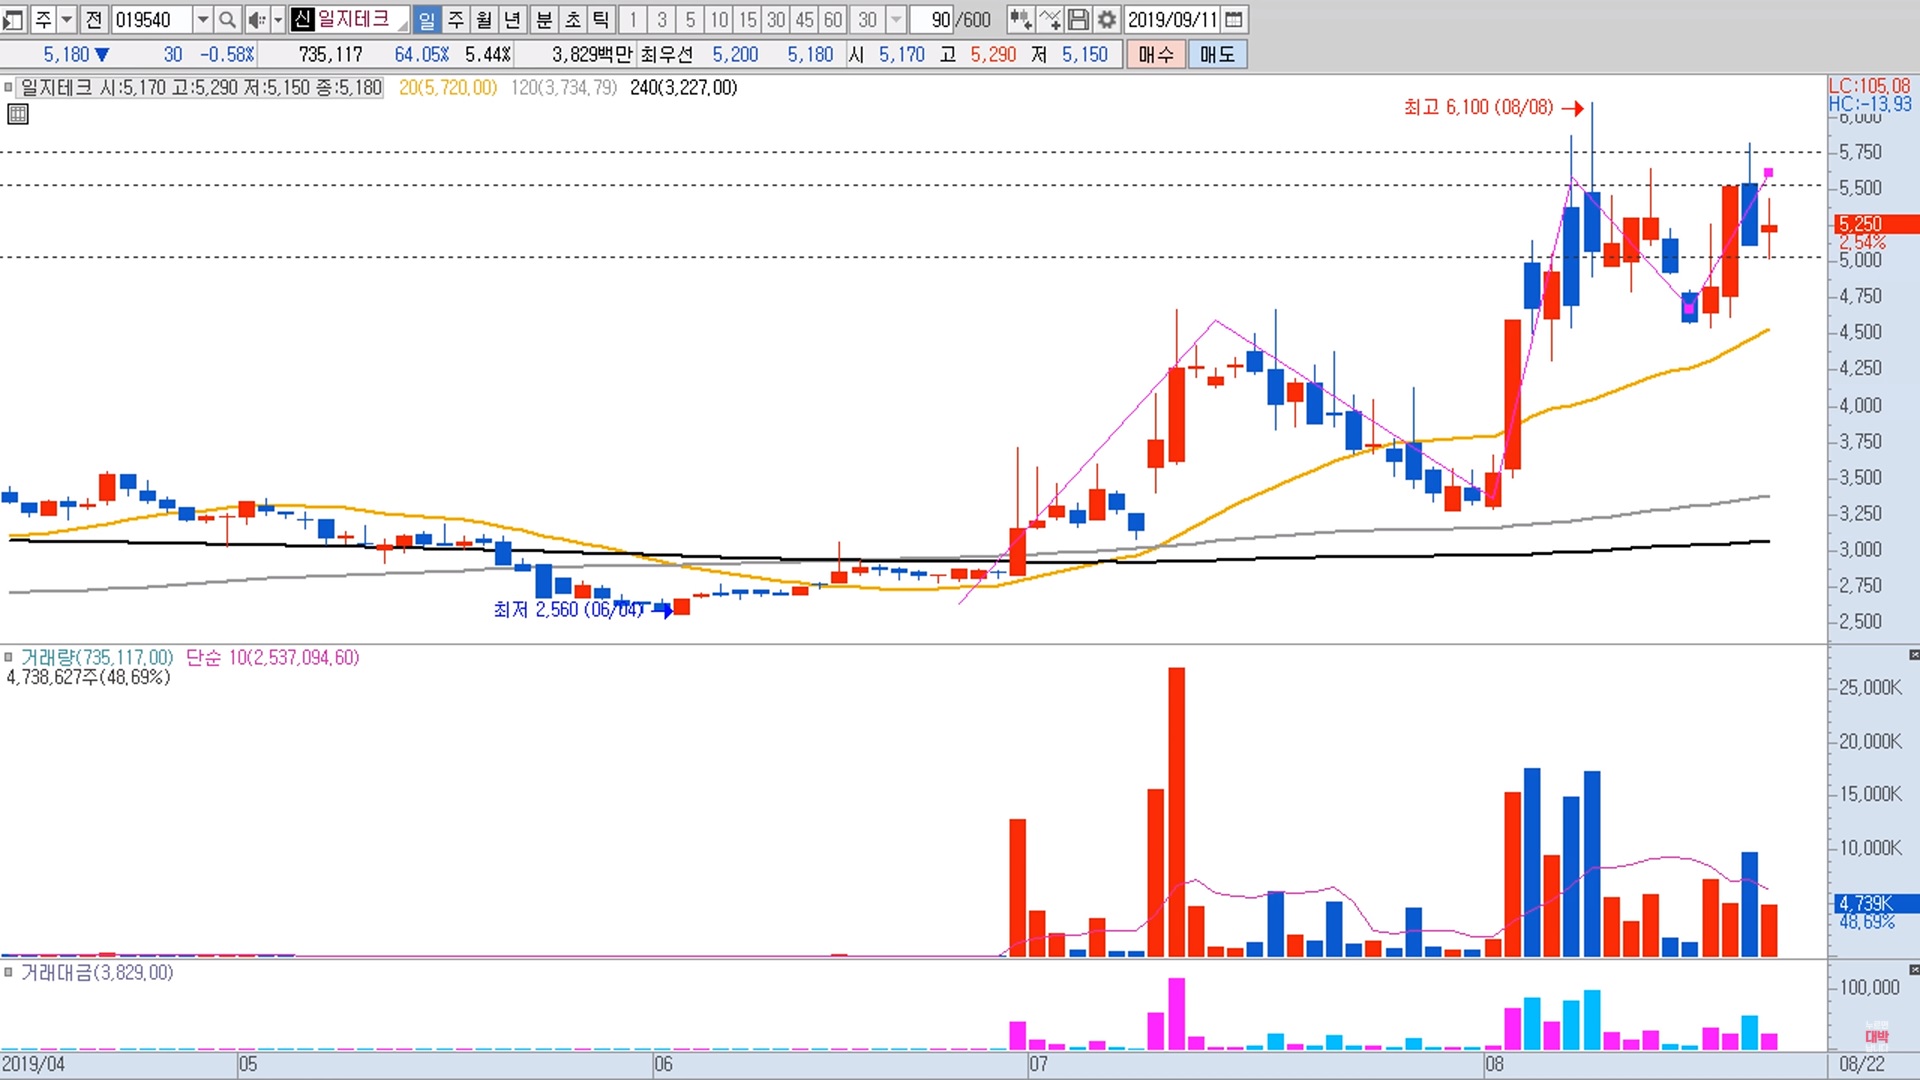 주 전 019540 신 일지테크 일 주 월 년 분 초 틱 1 3 5 10 15 30 45 60 30 90 /600 2019/09/11
5,180 ▼ 30 -0.58% 735,117 64.05% 5.44% 3,829백만 최우선 5,200 5,180 시 5,170 고 5,290 저 5,150 매수 매도
일지테크 시:5,170 고:5,290 저:5,150 종:5,180 20(5,720.00) 120(3,734.79) 240(3,227.00)
LC:105.08
HC:-13.93
최고 6,100 (08/08)
6,000
5,750
5,500
5,250
2.54%
5,000
4,750
4,500
4,250
4,000
3,750
3,500
3,250
3,000
2,750
2,500
최저 2,560 (06/04)
거래량(735,117.00) 단순 10(2,537,094.60)
4,738,627주(48.69%)
25,000K
20,000K
15,000K
10,000K
4,739K
48.69%
거래대금(3,829.00)
100,000
대박
2019/04 05 06 07 08 08/22